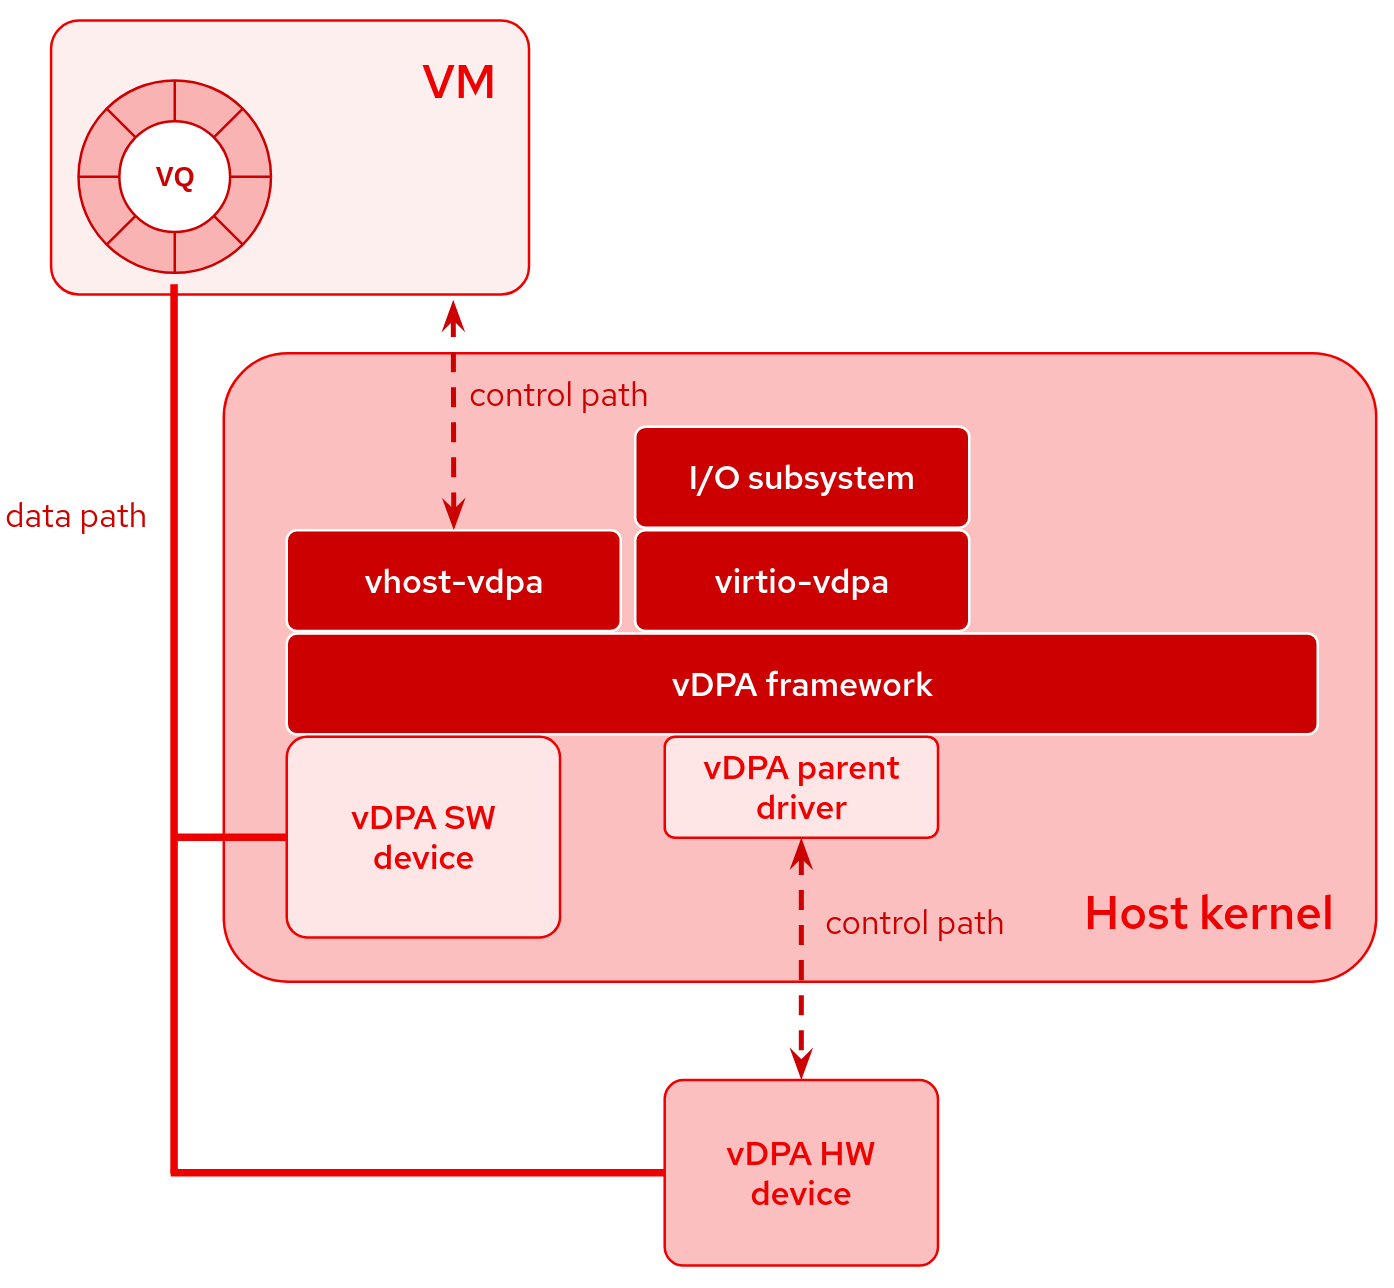 VM
VQ
control path
I/O subsystem
data path
vhost-vdpa
virtio-vdpa
vDPA framework
vDPA parent
driver
vDPA SW
device
control path
Host kernel
vDPA HW
device